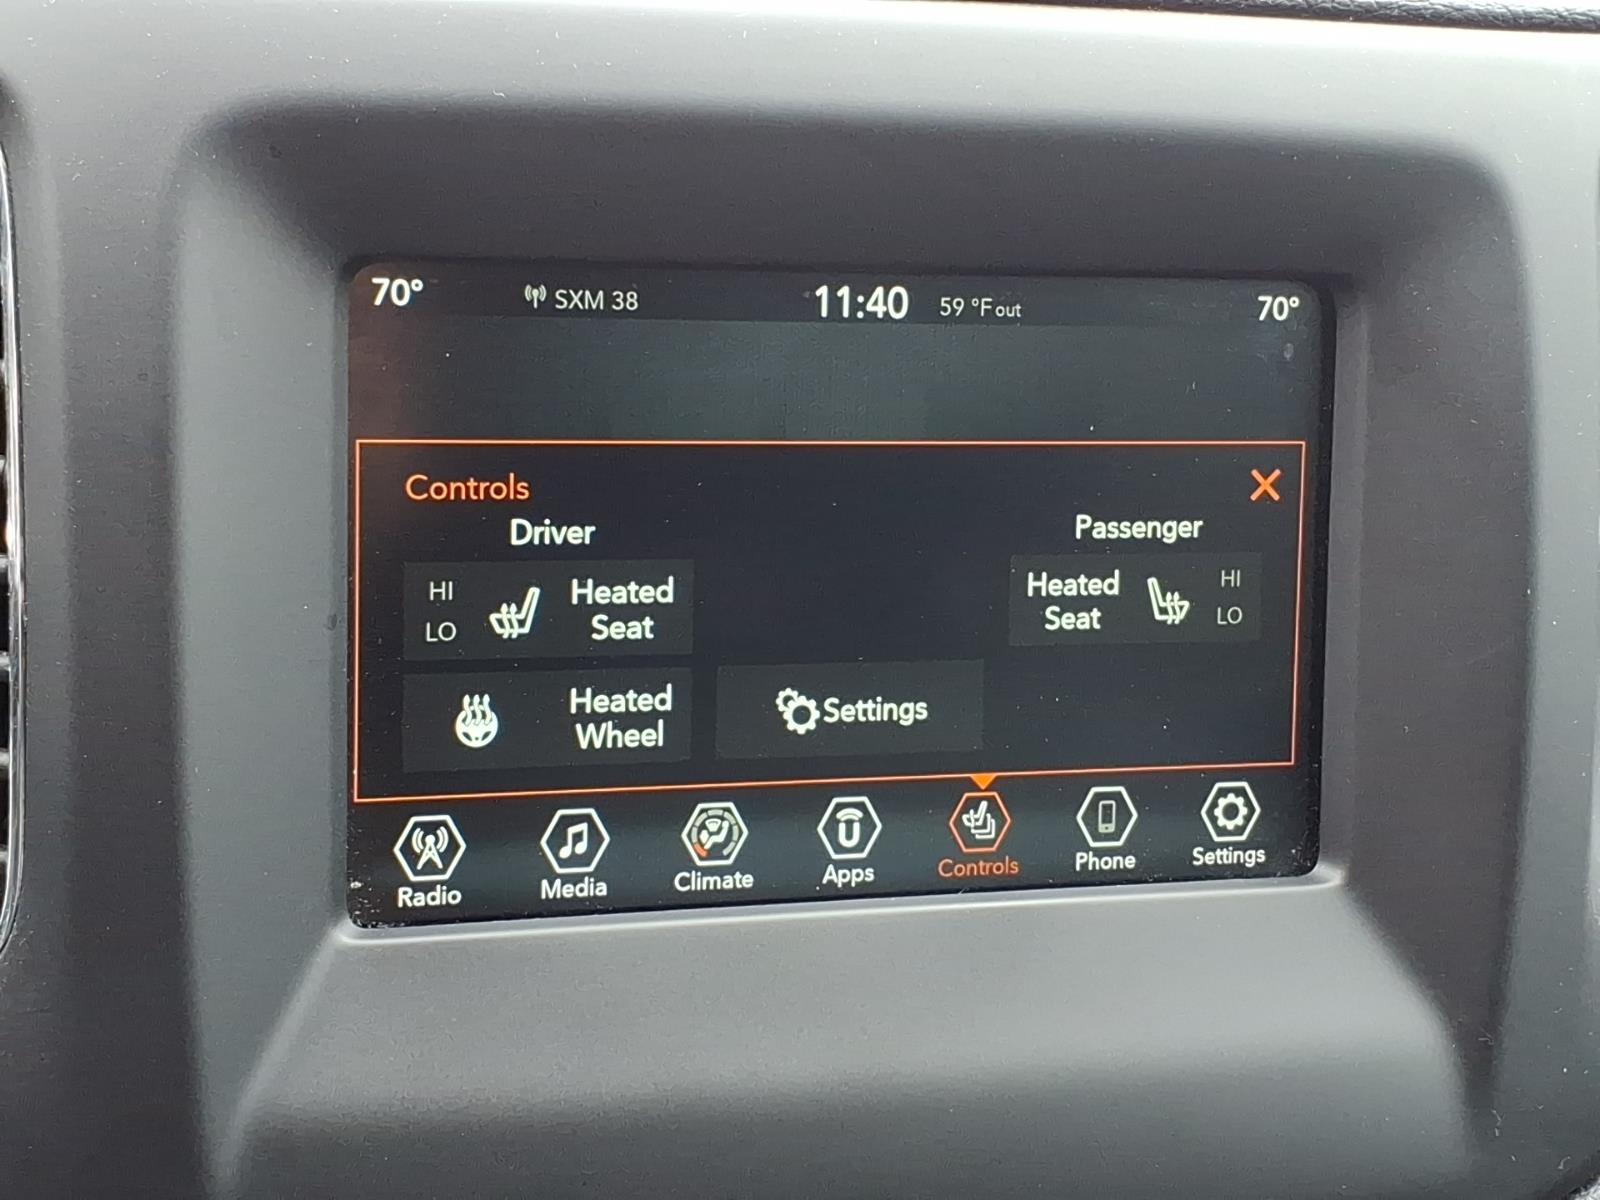 70° SXM 38 11:40 59 °F out 70°
Controls
Driver
Passenger
HI
LO
Heated
Seat
Heated
Seat
HI
LO
Heated
Wheel
Settings
Radio
Media
Climate
Apps
Controls
Phone
Settings